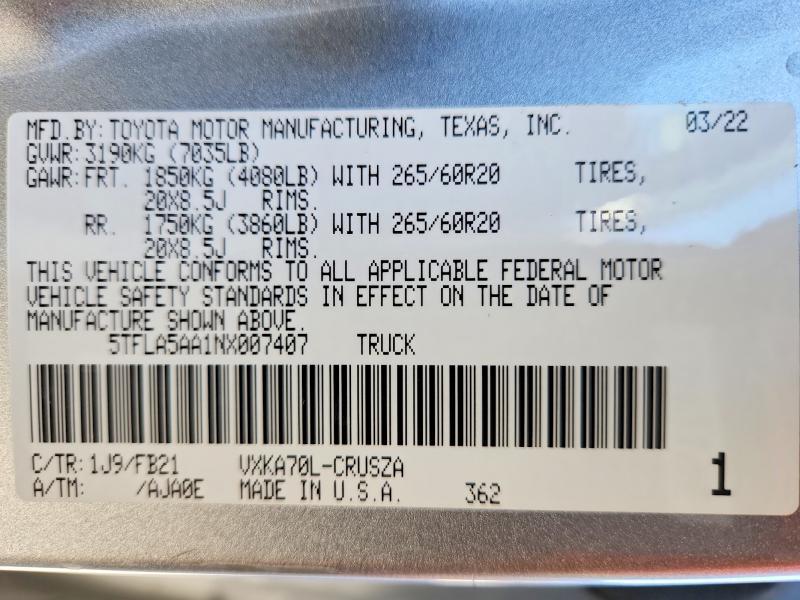 MFD.BY: TOYOTA MOTOR MANUFACTURING, TEXAS, INC. 03/22
GVWR: 3190KG (7035LB)
GAWR: FRT. 1850KG (4080LB) WITH 265/60R20 TIRES,
20X8.5J RIMS.
RR. 1750KG (3860LB) WITH 265/60R20 TIRES,
20X8.5J RIMS.
THIS VEHICLE CONFORMS TO ALL APPLICABLE FEDERAL MOTOR
VEHICLE SAFETY STANDARDS IN EFFECT ON THE DATE OF
MANUFACTURE SHOWN ABOVE.
5TFLA5AA1NX007407 TRUCK
C/TR: 1J9/FB21 VXKA70L-CRUSZA
A/TM: /AJA0E MADE IN U.S.A. 362 1